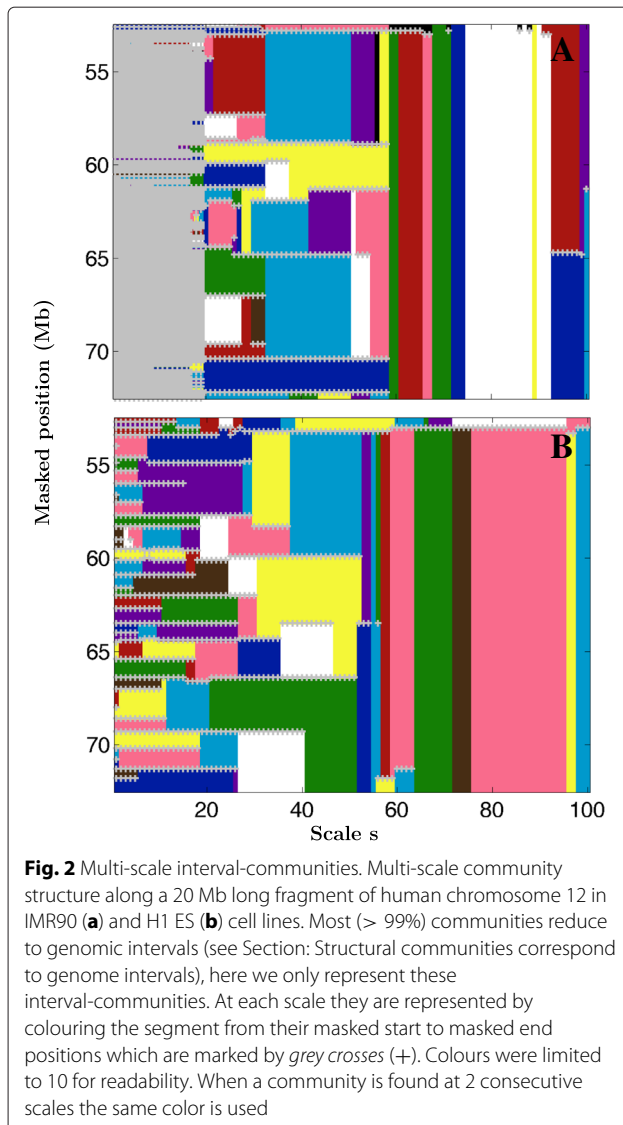 A
55
60
65
70
Masked position (Mb)
B
55
60
65
70
20 40 60 80 100
Scale s
Fig. 2 Multi-scale interval-communities. Multi-scale community
structure along a 20 Mb long fragment of human chromosome 12 in
IMR90 (a) and H1 ES (b) cell lines. Most (> 99%) communities reduce
to genomic intervals (see Section: Structural communities correspond
to genome intervals), here we only represent these
interval-communities. At each scale they are represented by
colouring the segment from their masked start to masked end
positions which are marked by grey crosses (+). Colours were limited
to 10 for readability. When a community is found at 2 consecutive
scales the same color is used